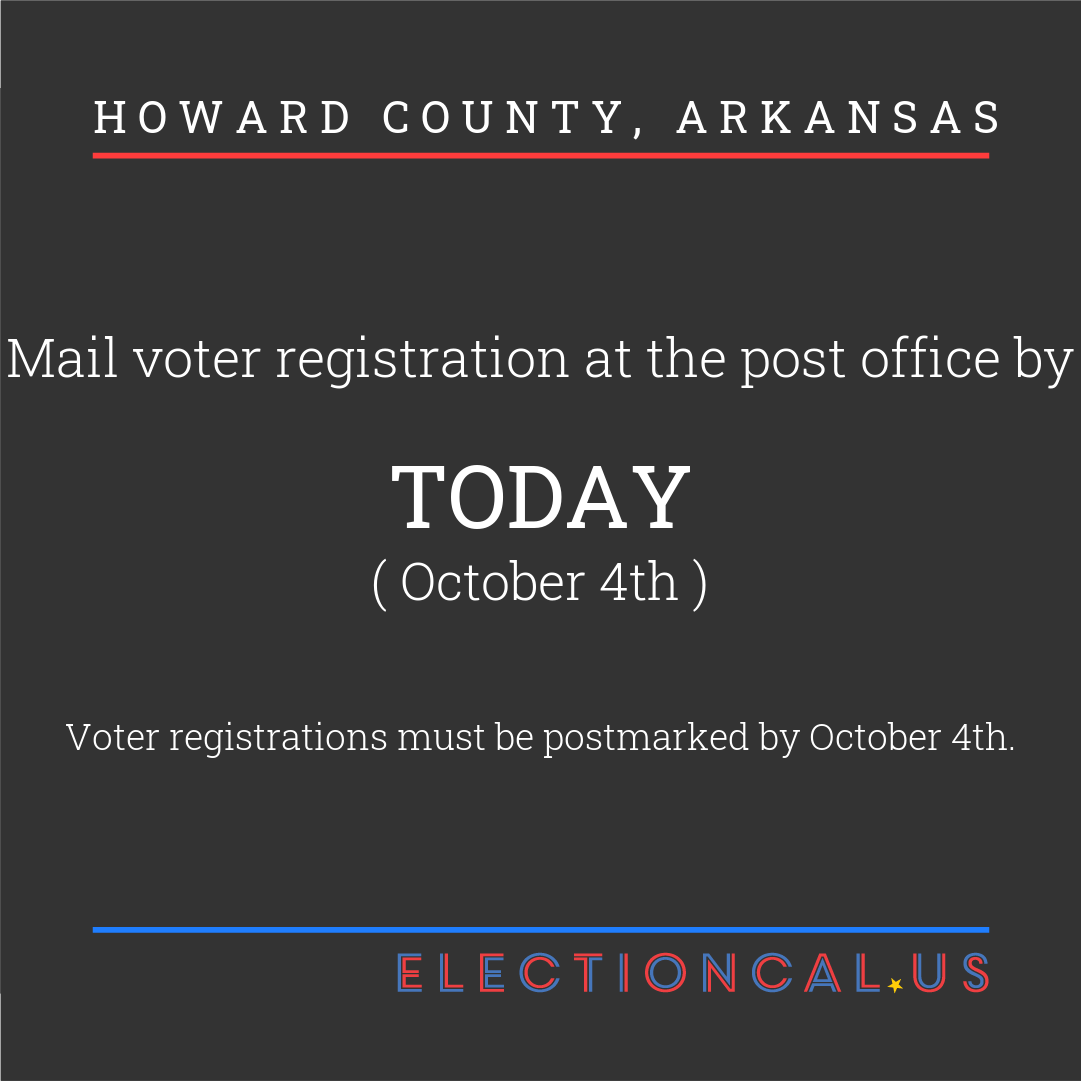 HOWARD COUNTY, ARKANSAS
Mail voter registration at the post office by
TODAY
( October 4th )
Voter registrations must be postmarked by October 4th.
ELECTIONCAL.US